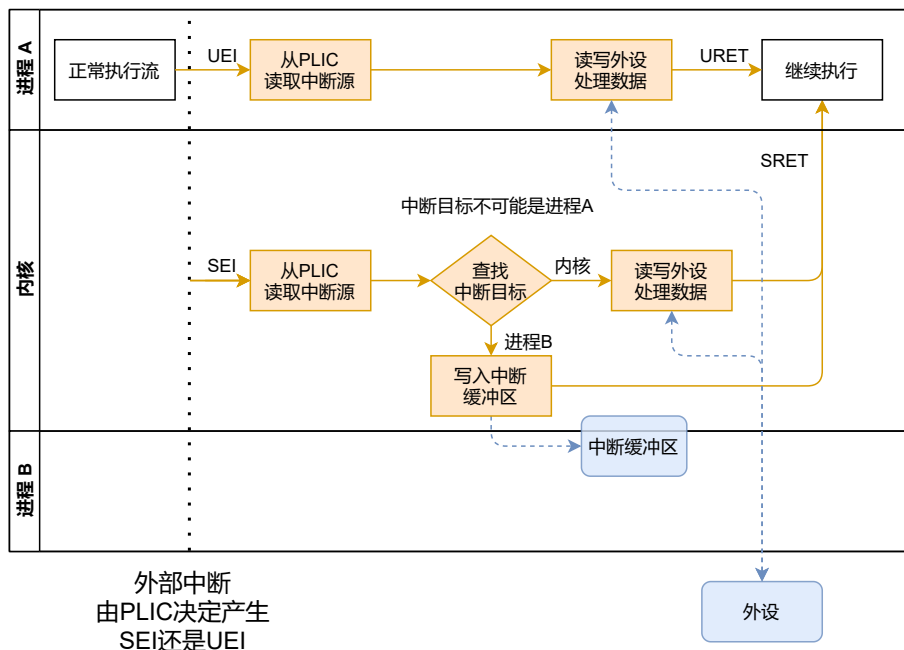 进程 A
正常执行流
UEI
从PLIC
读取中断源
读写外设
处理数据
URET
继续执行
SRET
内核
中断目标不可能是进程A
SEI
从PLIC
读取中断源
查找
中断目标
内核
读写外设
处理数据
进程B
写入中断
缓冲区
进程 B
中断缓冲区
外部中断
由PLIC决定产生
SEI还是UEI
外设